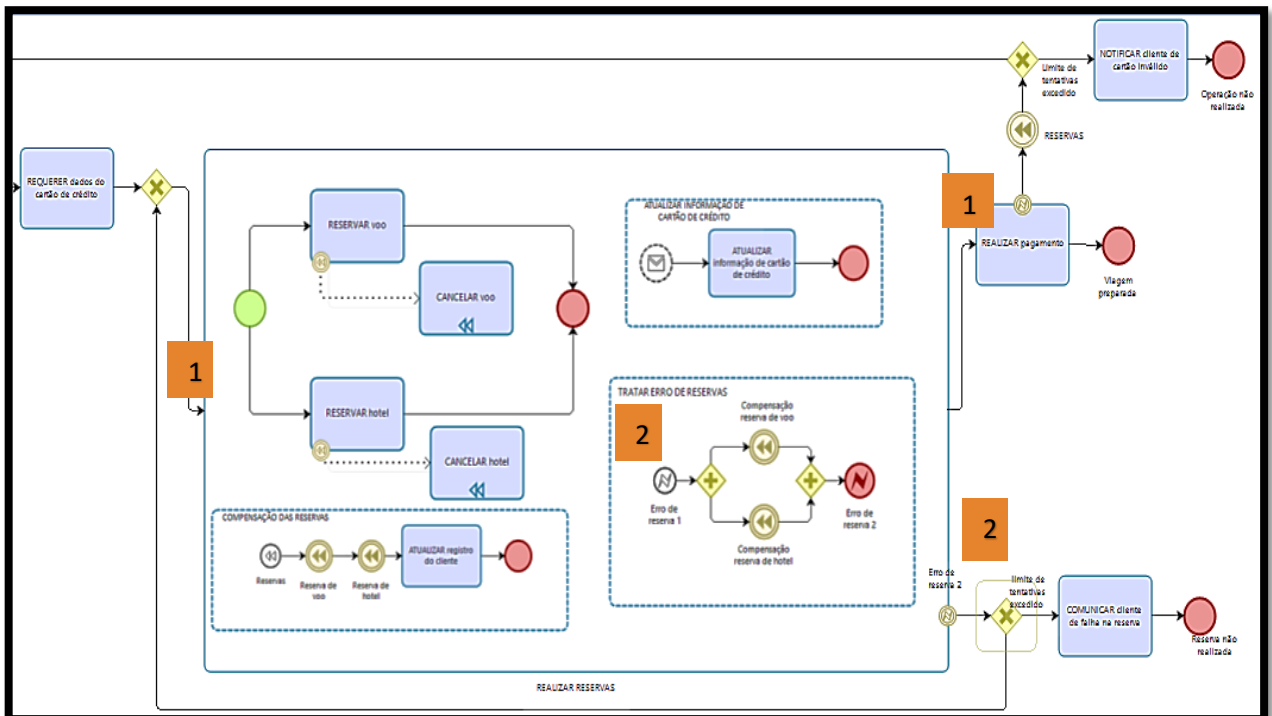 NOTIFICAR cliente de
cartão inválido
Limite de
tentativas
excedido
Operação não
realizada
RESERVAS
REQUERER dados do
cartão de crédito
1
REALIZAR pagamento
Viagem
preparada
ATUALIZAR INFORMAÇÃO DE
CARTÃO DE CRÉDITO
ATUALIZAR
informação de cartão
de crédito
RESERVAR voo
CANCELAR voo
1
RESERVAR hotel
CANCELAR hotel
TRATAR ERRO DE RESERVAS
2
Compensação
reserva de voo
Erro de
reserva 1
Erro de
reserva 2
Compensação
reserva de hotel
COMPENSAÇÃO DAS RESERVAS
Reservas
Reserva de
voo
Reserva de
hotel
ATUALIZAR registro
do cliente
2
Erro de
reserva 2
limite de
tentativas
excedido
COMUNICAR cliente
de falha na reserva
Reserva não
realizada
REALIZAR RESERVAS